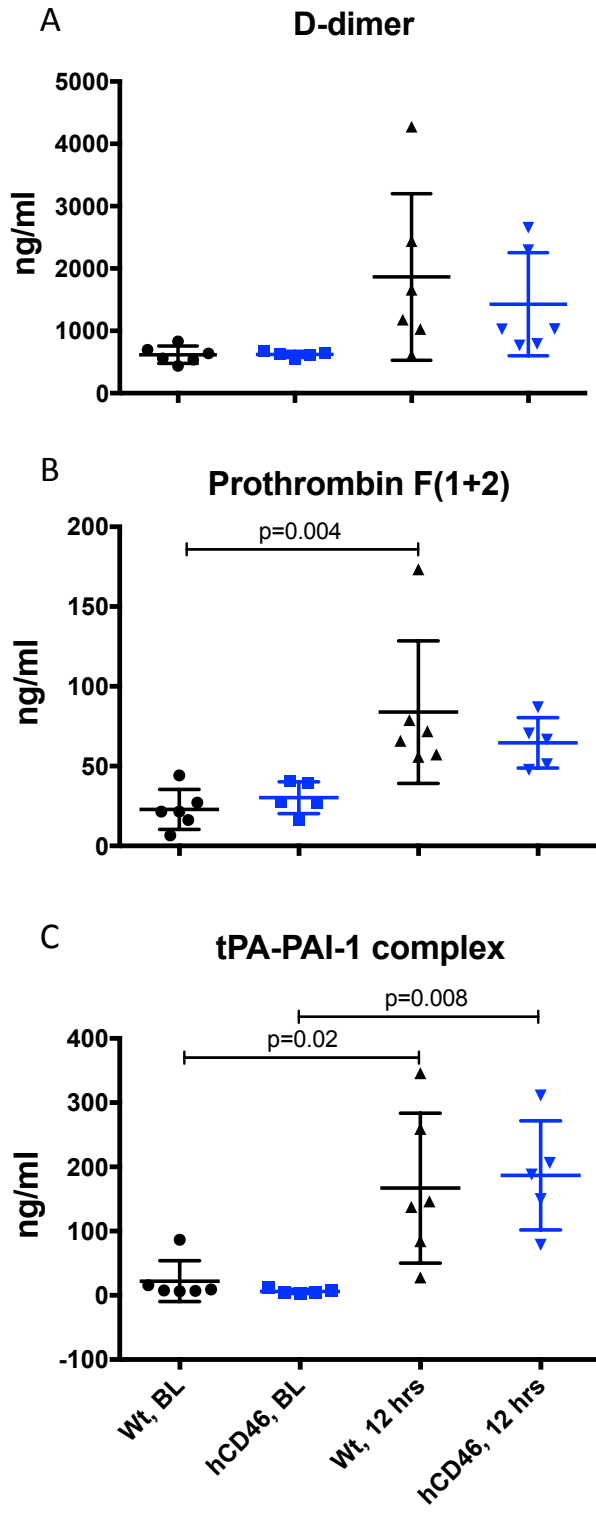 A
D-dimer
5000
4000
3000
2000
1000
0
ng/ml
B
Prothrombin F(1+2)
p=0.004
200
150
100
50
0
ng/ml
C
tPA-PAI-1 complex
p=0.008
p=0.02
400
300
200
100
0
-100
ng/ml
Wt, BL
hCD46, BL
Wt, 12 hrs
hCD46, 12 hrs